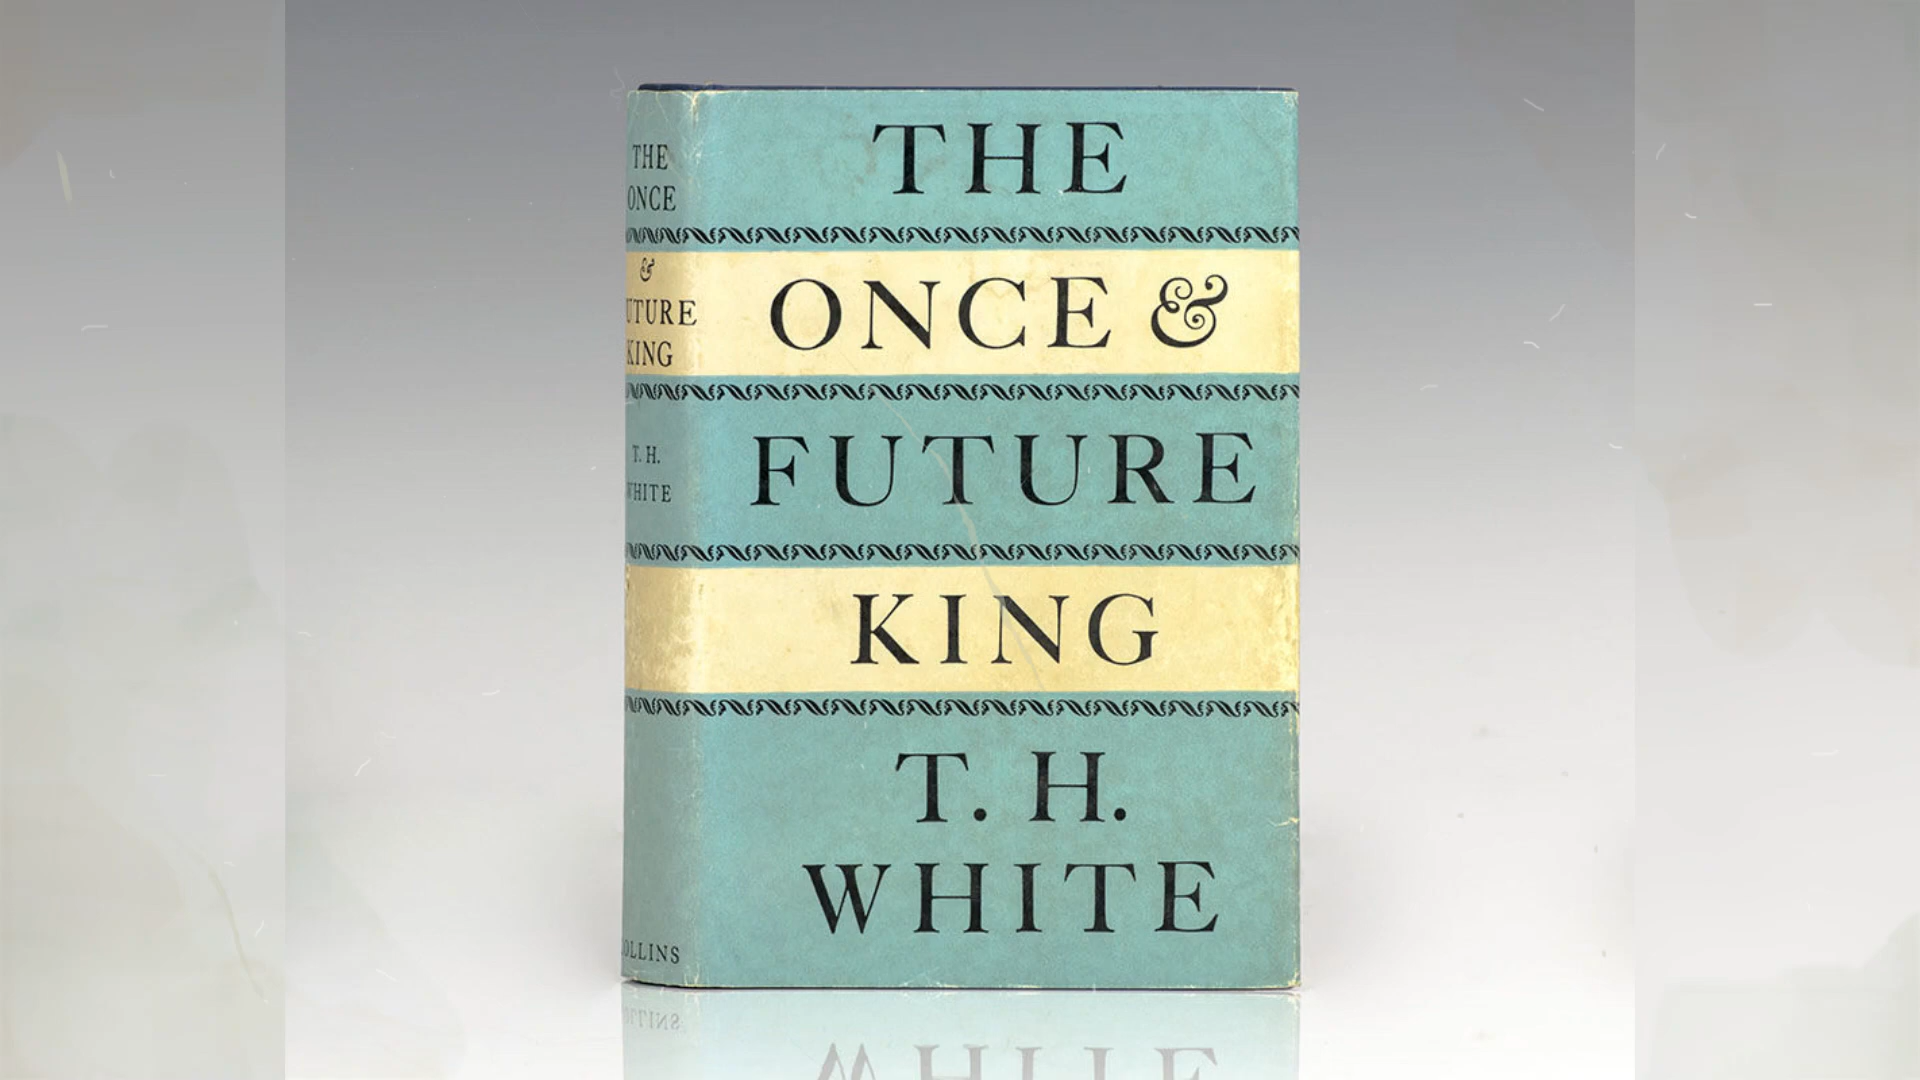 THE
ONCE
&
UTURE
KING
T. H.
WHITE
OLLINS
THE
ONCE &
FUTURE
KING
T. H.
WHITE